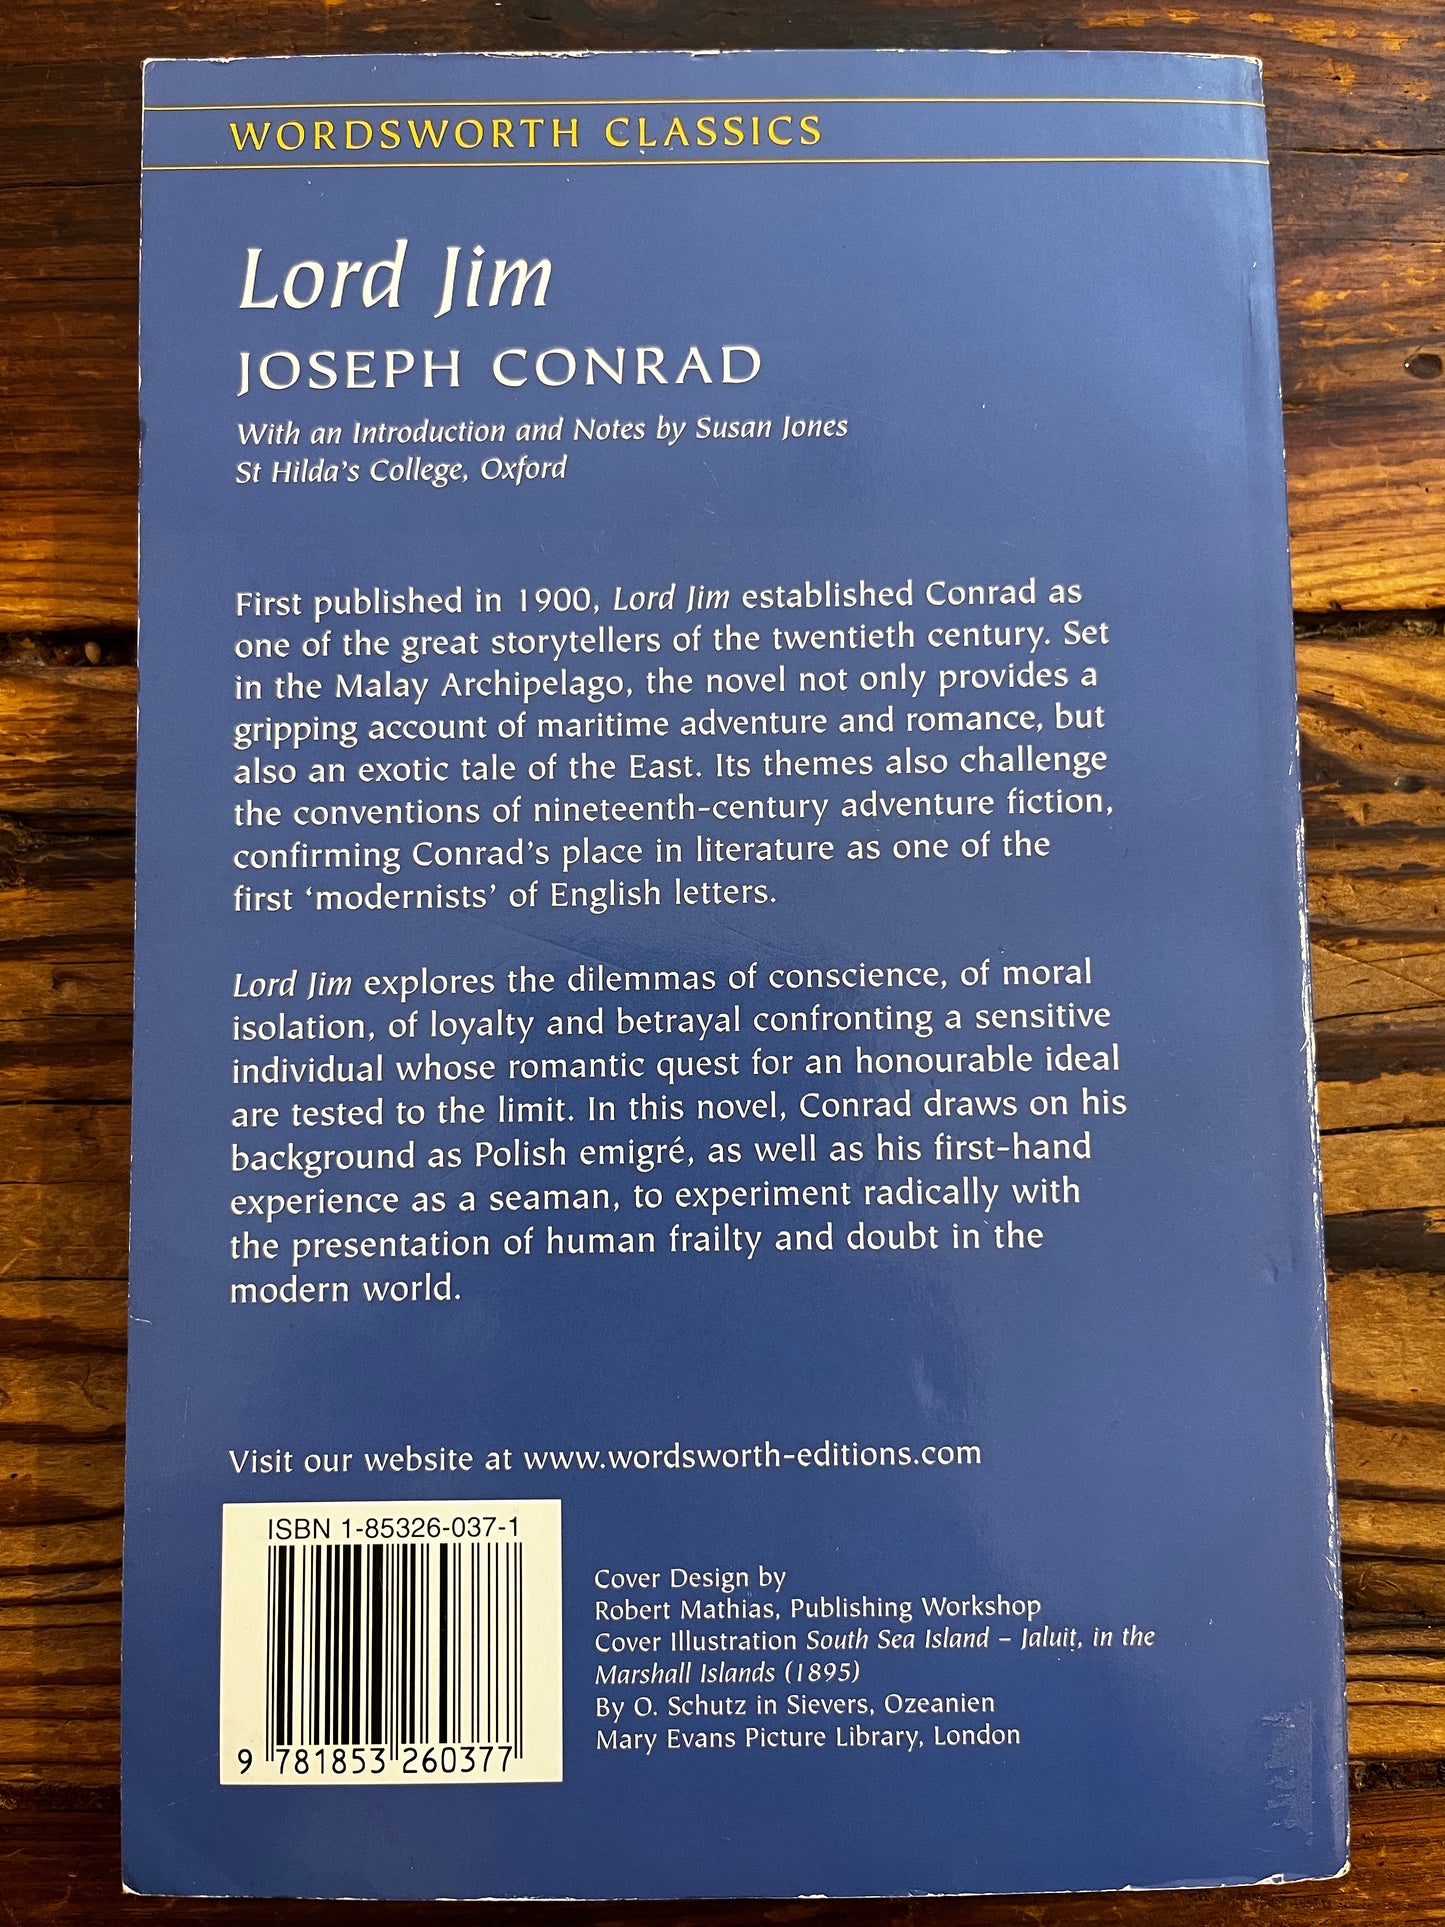 WORDSWORTH CLASSICS
Lord Jim
JOSEPH CONRAD
With an Introduction and Notes by Susan Jones
St Hilda's College, Oxford
First published in 1900, Lord Jim established Conrad as
one of the great storytellers of the twentieth century. Set
in the Malay Archipelago, the novel not only provides a
gripping account of maritime adventure and romance, but
also an exotic tale of the East. Its themes also challenge
the conventions of nineteenth-century adventure fiction,
confirming Conrad's place in literature as one of the
first ‘modernists’ of English letters.
Lord Jim explores the dilemmas of conscience, of moral
isolation, of loyalty and betrayal confronting a sensitive
individual whose romantic quest for an honourable ideal
are tested to the limit. In this novel, Conrad draws on his
background as Polish emigré, as well as his first-hand
experience as a seaman, to experiment radically with
the presentation of human frailty and doubt in the
modern world.
Visit our website at www.wordsworth-editions.com
ISBN 1-85326-037-1
9 781853 260377
Cover Design by
Robert Mathias, Publishing Workshop
Cover Illustration South Sea Island – Jaluit, in the
Marshall Islands (1895)
By O. Schutz in Sievers, Ozeanien
Mary Evans Picture Library, London